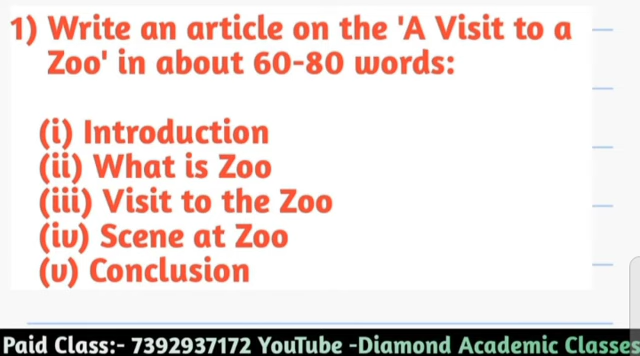 1) Write an article on the 'A Visit to a
Zoo' in about 60-80 words:
(i) Introduction
(ii) What is Zoo
(iii) Visit to the Zoo
(iv) Scene at Zoo
(v) Conclusion
Paid Class:- 7392937172 YouTube -Diamond Academic Classes